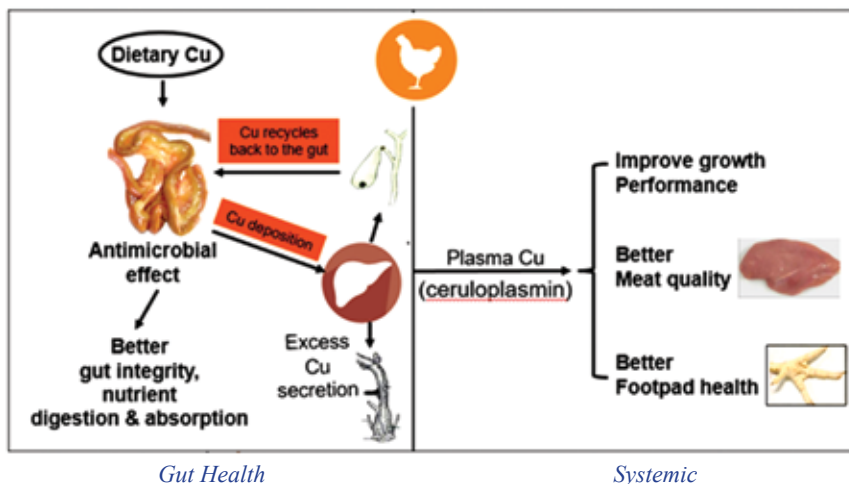 Dietary Cu
Cu recycles
back to the gut
Cu deposition
Antimicrobial
effect
Better
gut integrity,
nutrient
digestion & absorption
Excess
Cu
secretion
Plasma Cu
(ceruloplasmin)
Improve growth
Performance
Better
Meat quality
Better
Footpad health
Gut Health
Systemic